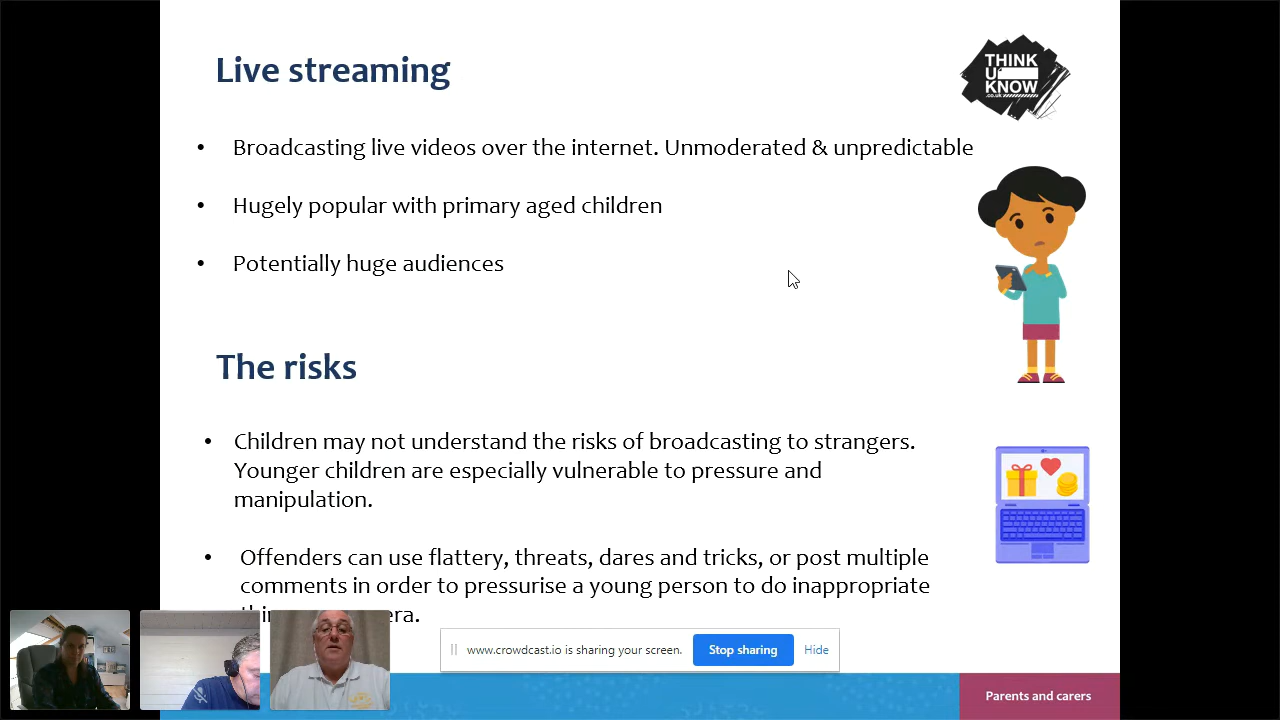 Live streaming
THINK
U
KNOW
.co.uk
• Broadcasting live videos over the internet. Unmoderated & unpredictable
• Hugely popular with primary aged children
• Potentially huge audiences
The risks
• Children may not understand the risks of broadcasting to strangers.
Younger children are especially vulnerable to pressure and
manipulation.
• Offenders can use flattery, threats, dares and tricks, or post multiple
comments in order to pressurise a young person to do inappropriate
www.crowdcast.io is sharing your screen.
Stop sharing
Hide
Parents and carers